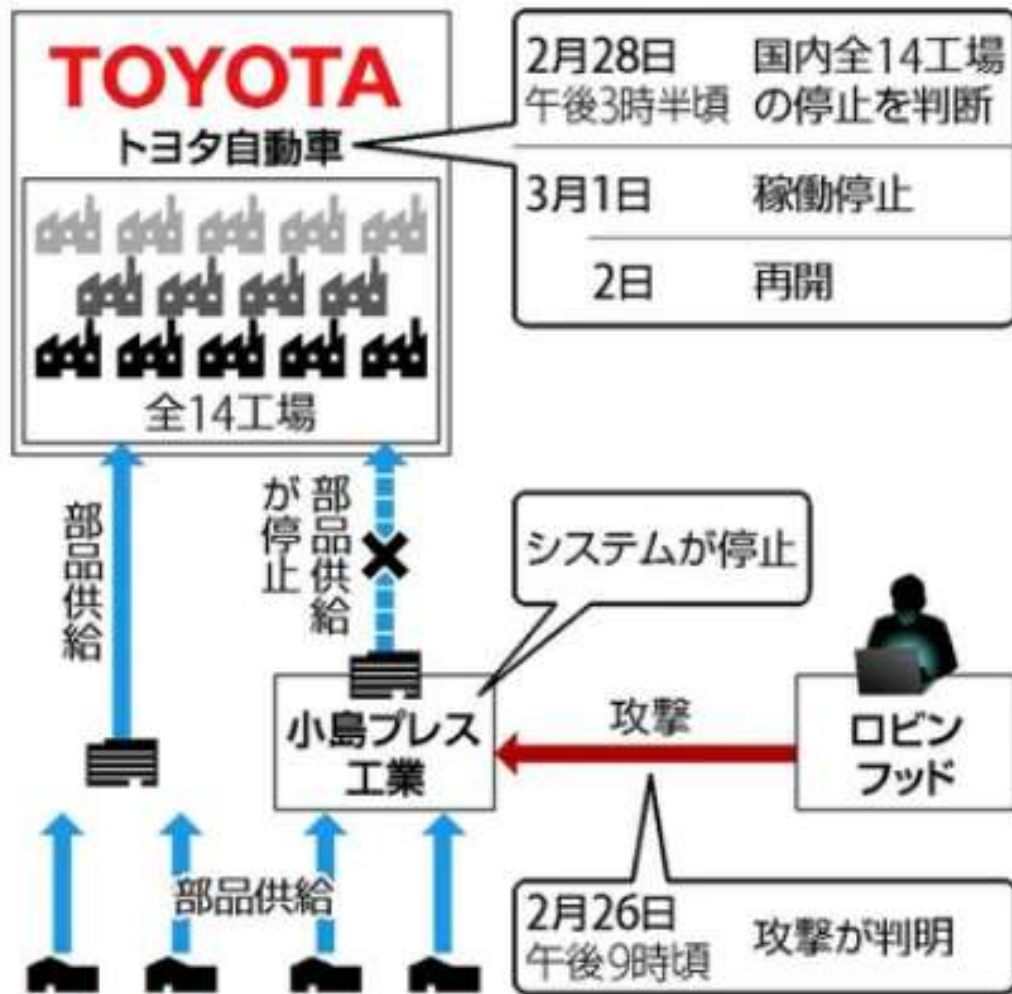 TOYOTA
トヨタ自動車
全14工場
2月28日 国内全14工場
午後3時半頃 の停止を判断
3月1日 稼働停止
2日 再開
部品供給
部品供給
が停止
システムが停止
小島プレス
工業
攻撃
ロビン
フッド
部品供給
2月26日 攻撃が判明
午後9時頃